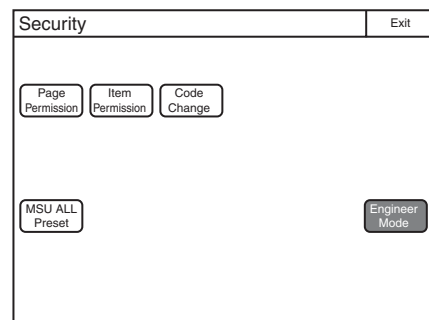 Security
Exit
Page
Permission
Item
Permission
Code
Change
MSU ALL
Preset
Engineer
Mode